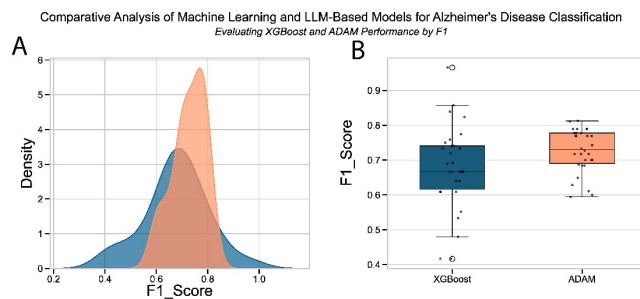 Comparative Analysis of Machine Learning and LLM-Based Models for Alzheimer's Disease Classification
Evaluating XGBoost and ADAM Performance by F1
A
6
5
4
3
2
1
0
Density
0.2 0.4 0.6 0.8 1.0
F1_Score
B
0.9
0.8
0.7
0.6
0.5
0.4
F1_Score
XGBoost ADAM